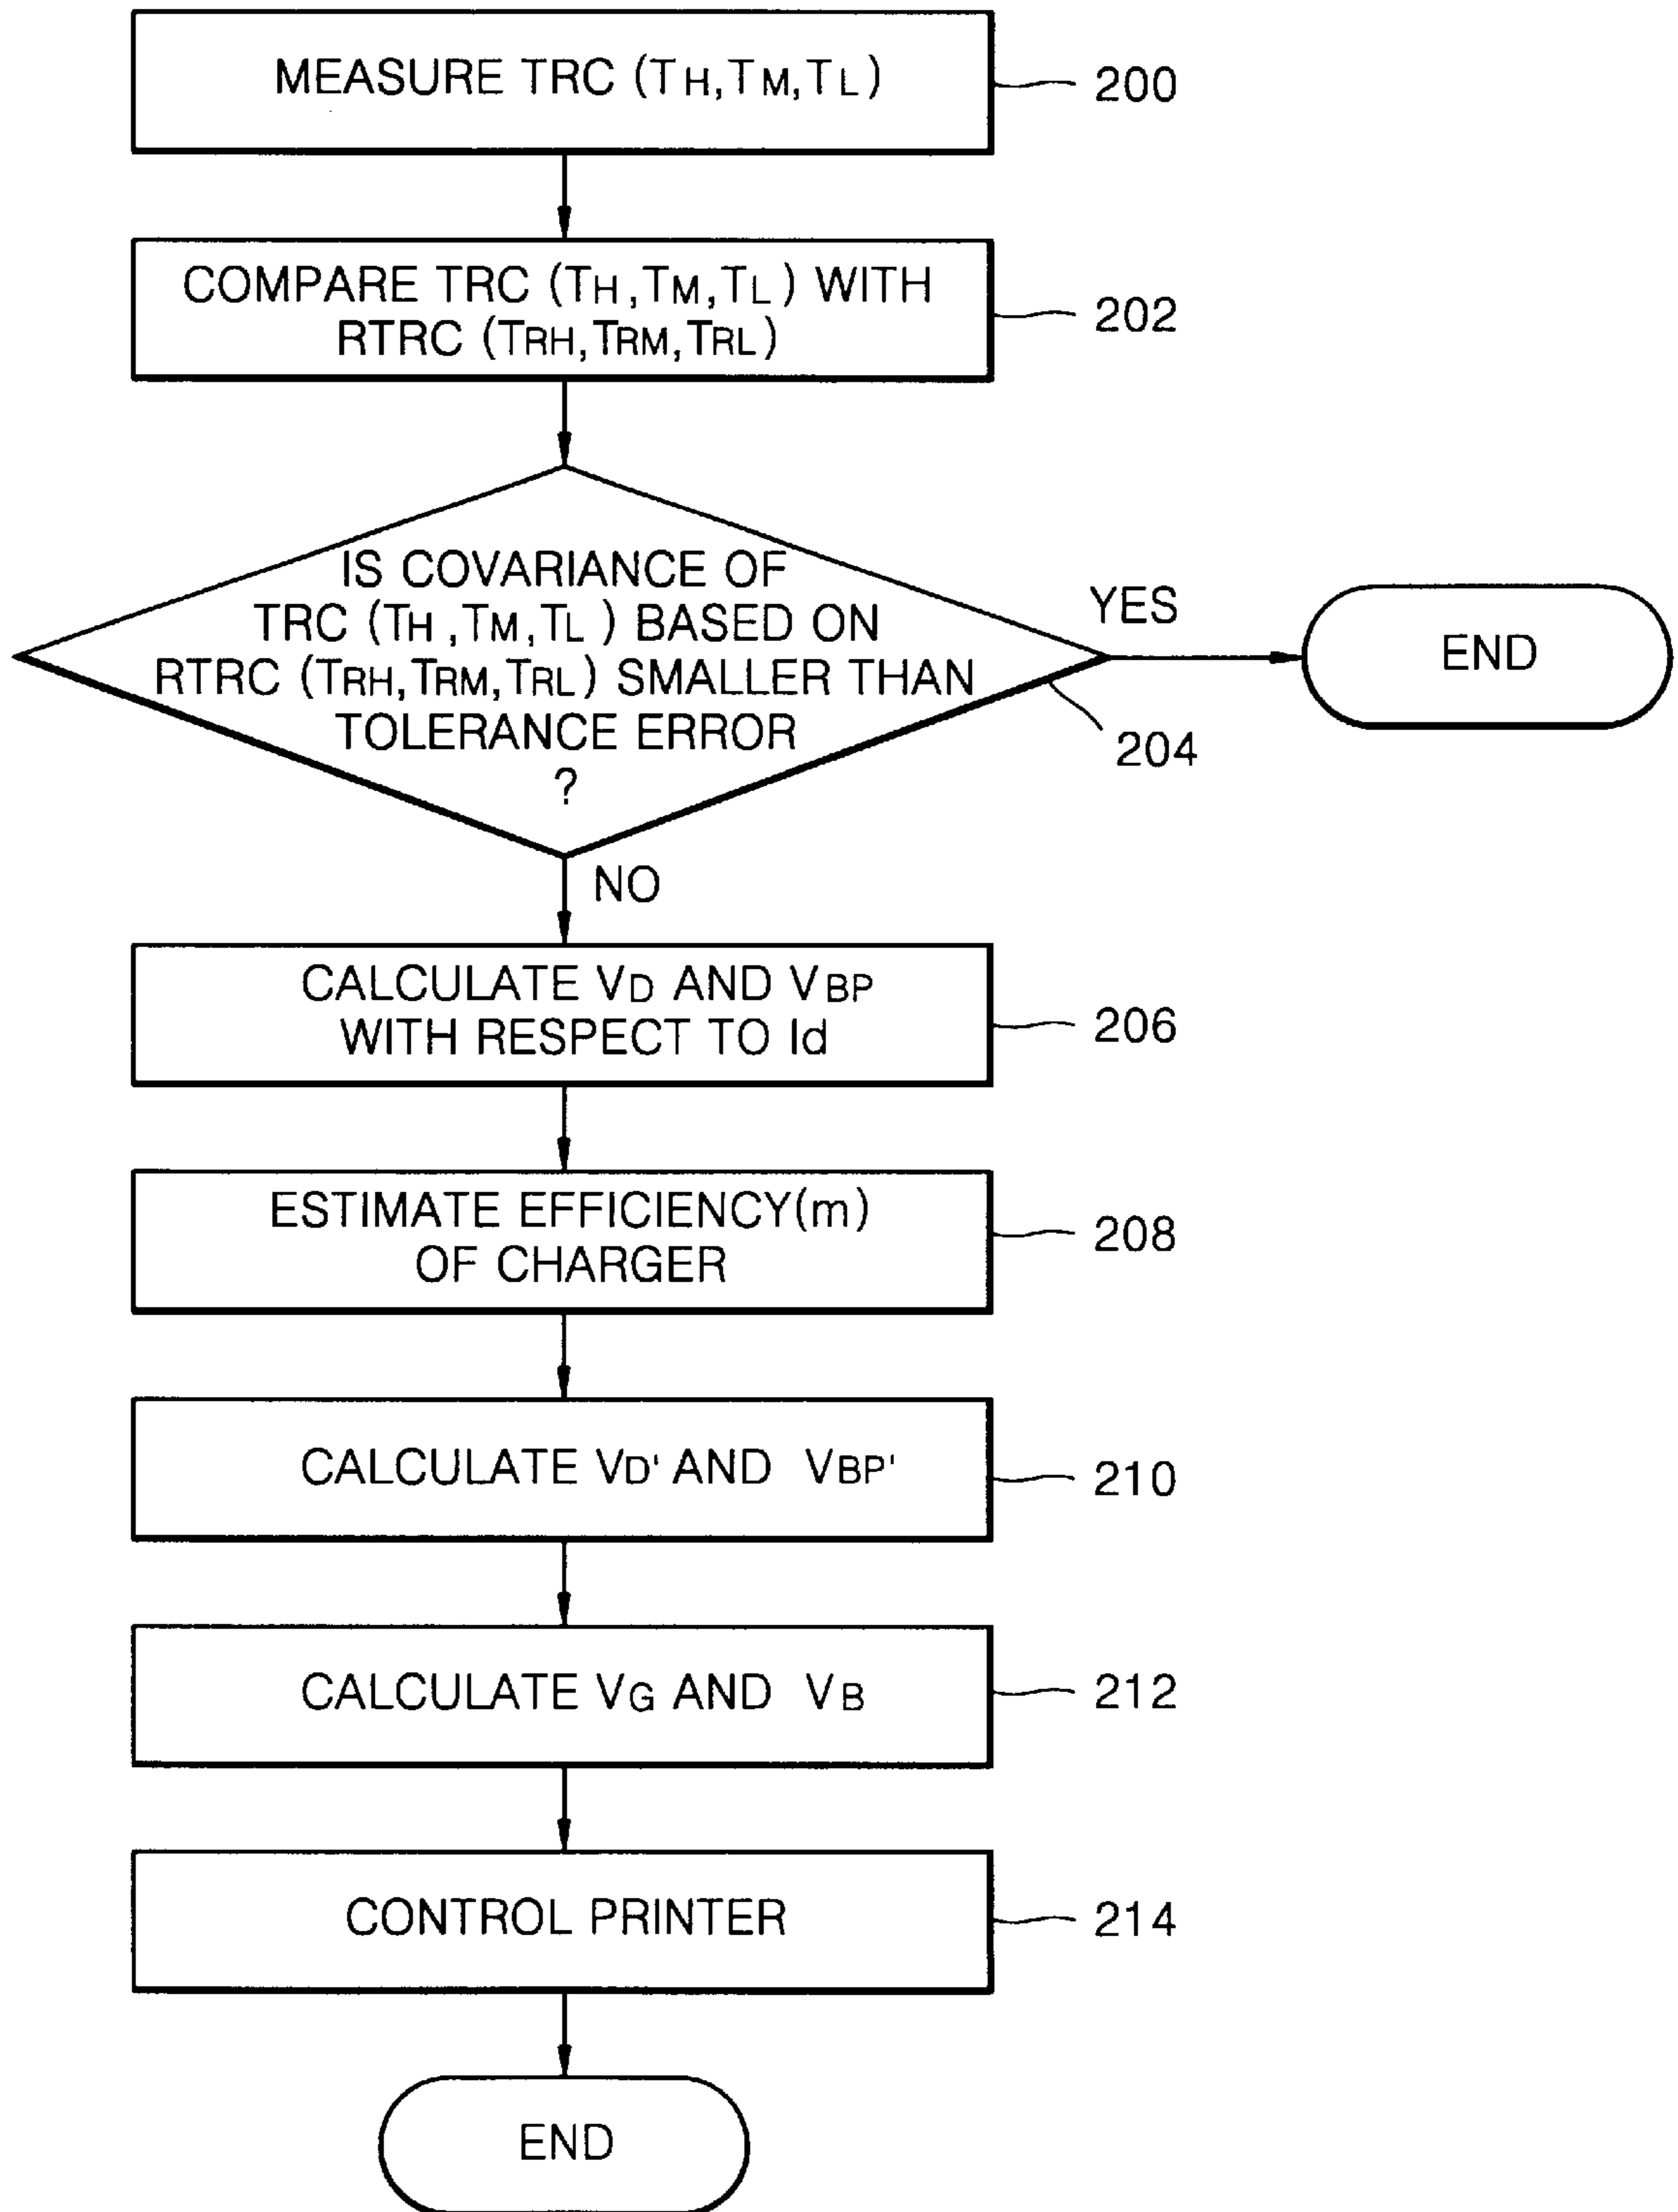 MEASURE TRC (TH,TM,TL)
200
COMPARE TRC (TH,TM,TL) WITH
RTRC (TRH,TRM,TRL)
202
IS COVARIANCE OF
TRC (TH,TM,TL) BASED ON
RTRC (TRH,TRM,TRL) SMALLER THAN
TOLERANCE ERROR
?
204
YES
END
NO
CALCULATE VD AND VBP
WITH RESPECT TO Id
206
ESTIMATE EFFICIENCY(m)
OF CHARGER
208
CALCULATE VD' AND VBP'
210
CALCULATE VG AND VB
212
CONTROL PRINTER
214
END